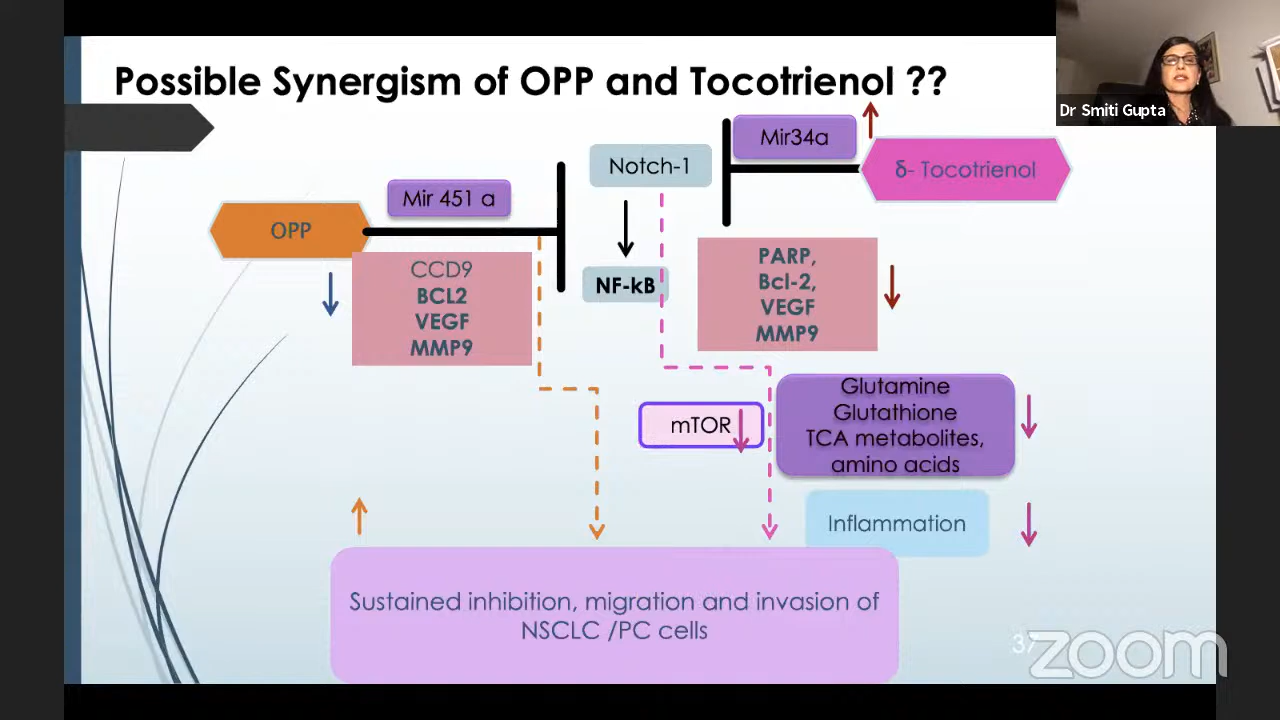 Possible Synergism of OPP and Tocotrienol ??
Dr Smiti Gupta
Mir34a
Notch-1
δ- Tocotrienol
Mir 451 a
OPP
CCD9
BCL2
VEGF
MMP9
NF-kB
PARP,
Bcl-2,
VEGF
MMP9
mTOR
Glutamine
Glutathione
TCA metabolites,
amino acids
Inflammation
Sustained inhibition, migration and invasion of
NSCLC /PC cells
37
zoom